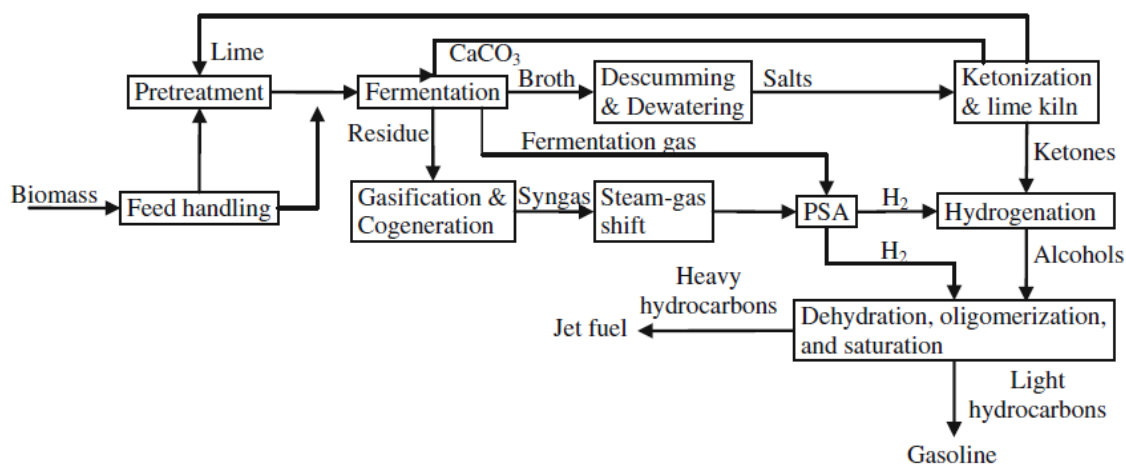 Lime
CaCO₃
Pretreatment
Fermentation
Broth
Descumming
& Dewatering
Salts
Ketonization
& lime kiln
Residue
Fermentation gas
Ketones
Biomass
Feed handling
Gasification &
Cogeneration
Syngas
Steam-gas
shift
PSA
H₂
Hydrogenation
H₂
Alcohols
Heavy
hydrocarbons
Jet fuel
Dehydration, oligomerization,
and saturation
Light
hydrocarbons
Gasoline